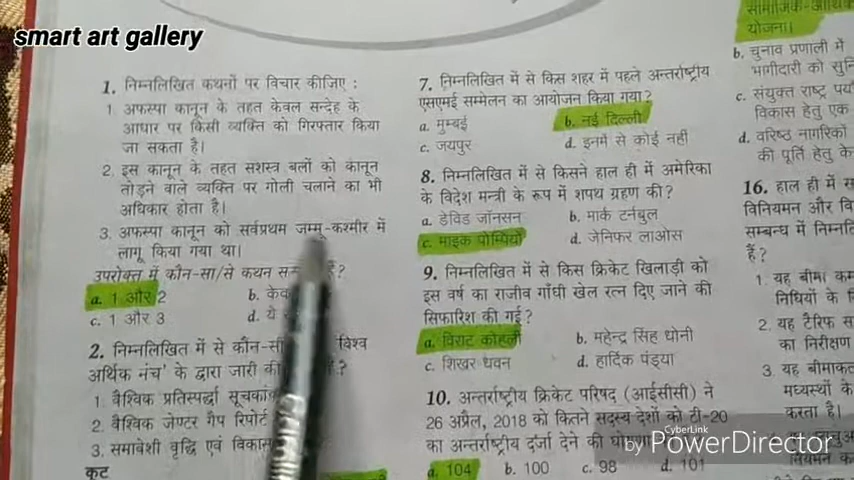 smart art gallery
1. निम्नलिखित कथनों पर विचार कीजिए :
1. अफस्पा कानून के तहत केवल सन्देह के
आधार पर किसी व्यक्ति को गिरफ्तार किया
जा सकता है।
2. इस कानून के तहत सशस्त्र बलों को कानून
तोड़ने वाले व्यक्ति पर गोली चलाने का भी
अधिकार होता है।
3. अफस्पा कानून को सर्वप्रथम जम्मू-कश्मीर में
लागू किया गया था।
उपरोक्त में कौन-सा/से कथन हैं?
a. 1 और 2
b.
c. 1 और 3
d.
2. निम्नलिखित में से विश्व
आर्थिक मंच' के द्वारा जारी की है?
1. वैश्विक प्रतिस्पर्द्धा
2. वैश्विक जेण्टर गैप रिपोर्ट
3. समावेशी वृद्धि एवं विकास
कूट
7. निम्नलिखित में से किस शहर में पहले अन्तर्राष्ट्रीय
एसएमई सम्मेलन का आयोजन किया गया?
a. मुम्बई b. नई दिल्ली
c. जयपुर d. इनमें से कोई नहीं
8. निम्नलिखित में से किसने हाल ही में अमेरिका
के विदेश मन्त्री के रूप में शपथ ग्रहण की?
a. डेविड जॉनसन b. मार्क टर्नबुल
c. माइक पोम्पियो d. जेनिफर लाओस
9. निम्नलिखित में से किस क्रिकेट खिलाड़ी को
इस वर्ष का राजीव गाँधी खेल रत्न दिए जाने की
सिफारिश की गई?
a. विराट कोहली b. महेन्द्र सिंह धोनी
c. शिखर धवन d. हार्दिक पंड्या
10. अन्तर्राष्ट्रीय क्रिकेट परिषद् (आईसीसी) ने
26 अप्रैल, 2018 को कितने सदस्य देशों को टी-20
का अन्तर्राष्ट्रीय दर्जा देने की घोषणा
a. 104 b. 100 c. 98 d. 101
सामाजिक-आर्थिक
योजना।
b. चुनाव प्रणाली में
भागीदारी को
c. संयुक्त राष्ट्र
विकास हेतु एक
d. वरिष्ठ नागरिकों
की पूर्ति हेतु के
16. हाल ही में
विनियमन और
सम्बन्ध में
हैं?
1. यह बीमा
निधियों के
2. यह टैरिफ
का निरीक्षण
3. यह
मध्यस्थों के
करता है।
CyberLink
by PowerDirector